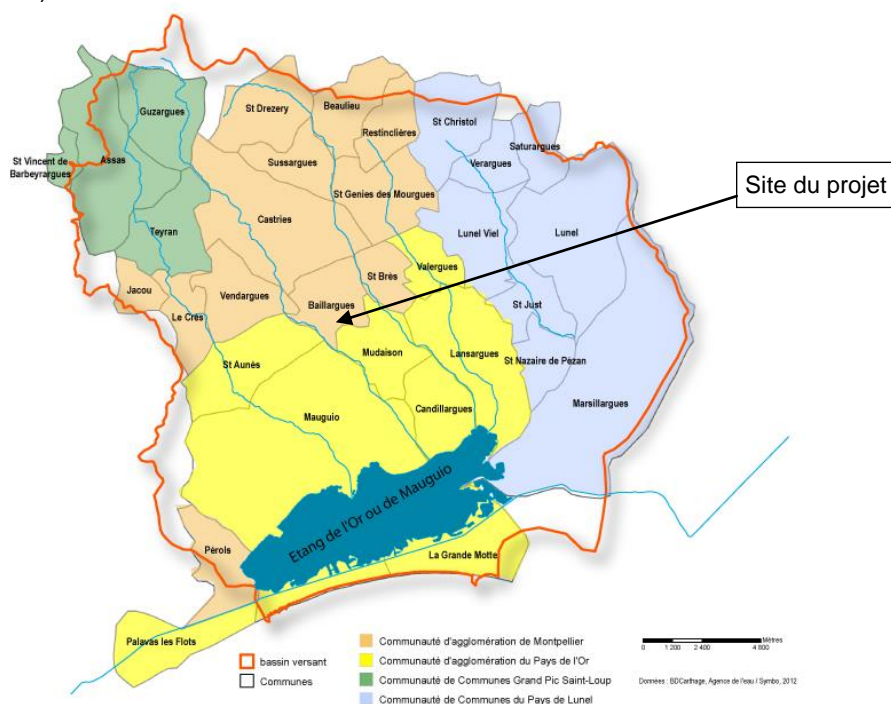 St Drezery
Beaulieu
Guzargues
Restinclières
St Christol
Saturargues
St Vincent de
Barbeyrargues
Assas
Sussargues
Verargues
Site du projet
St Genies des Mourgues
Castries
Teyran
Lunel Viel
Lunel
Valergues
St Brès
Jacou
Vendargues
Baillargues
Le Crès
St Just
Mudaison
Lansargues
St Aunés
St Nazaire de Pézan
Mauguio
Candillargues
Marsillargues
Etang de l'Or ou de Mauguio
Pérols
La Grande Motte
Palavas les Flots
bassin versant
Communes
Communauté d'agglomération de Montpellier
Communauté d'agglomération du Pays de l'Or
Communauté de Communes Grand Pic Saint-Loup
Communauté de Communes du Pays de Lunel
Mètres
0 1 200 2 400 4 800
Données : BDCarthage, Agence de l'eau / Symbo, 2012